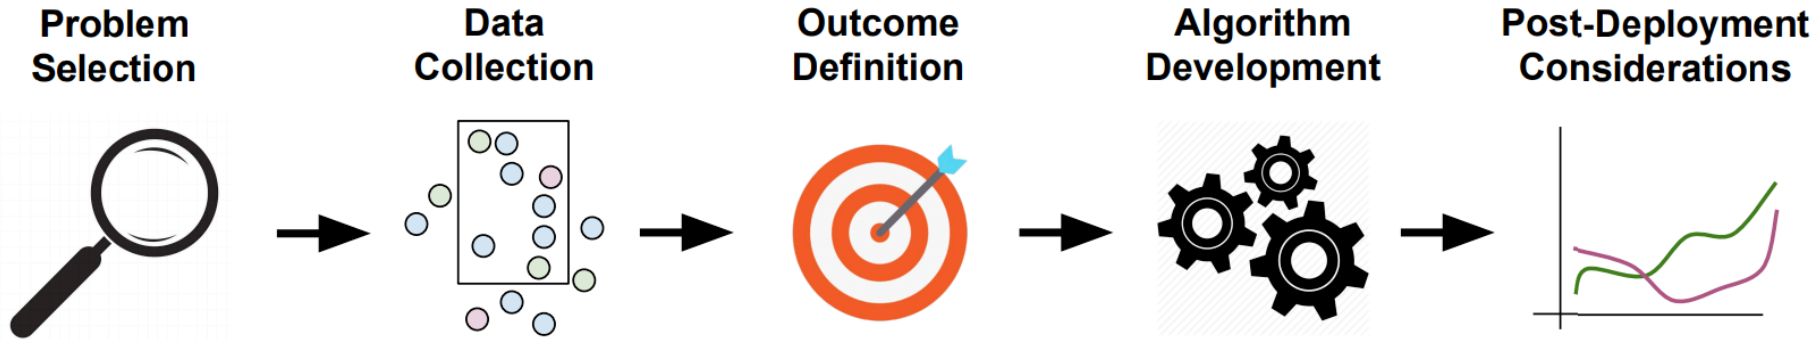 Problem
Selection
Data
Collection
Outcome
Definition
Algorithm
Development
Post-Deployment
Considerations